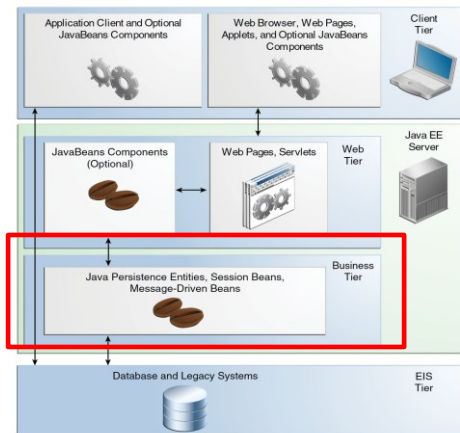 Application Client and Optional
JavaBeans Components
Web Browser, Web Pages,
Applets, and Optional JavaBeans
Components
Client
Tier
JavaBeans Components
(Optional)
Web Pages, Servlets
Web
Tier
Java EE
Server
Java Persistence Entities, Session Beans,
Message-Driven Beans
Business
Tier
Database and Legacy Systems
EIS
Tier